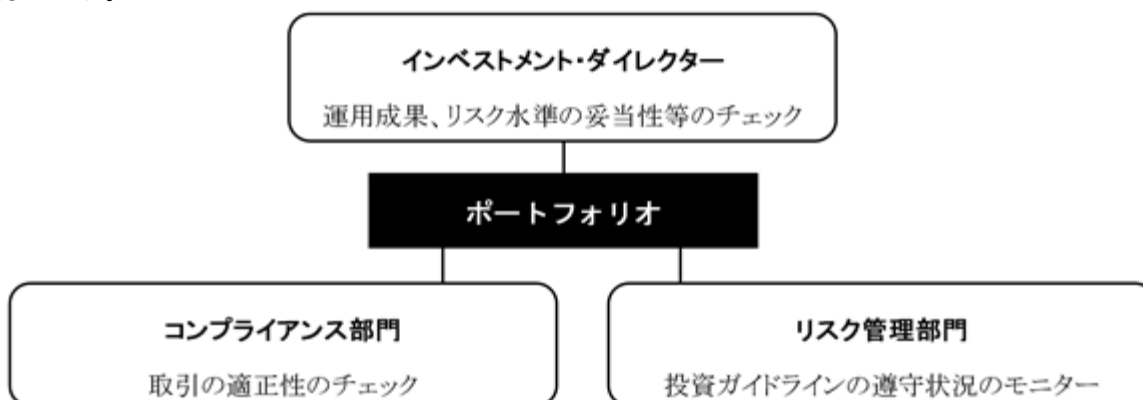 インベストメント・ダイレクター
運用成果、リスク水準の妥当性等のチェック
ポートフォリオ
コンプライアンス部門
取引の適正性のチェック
リスク管理部門
投資ガイドラインの遵守状況のモニター